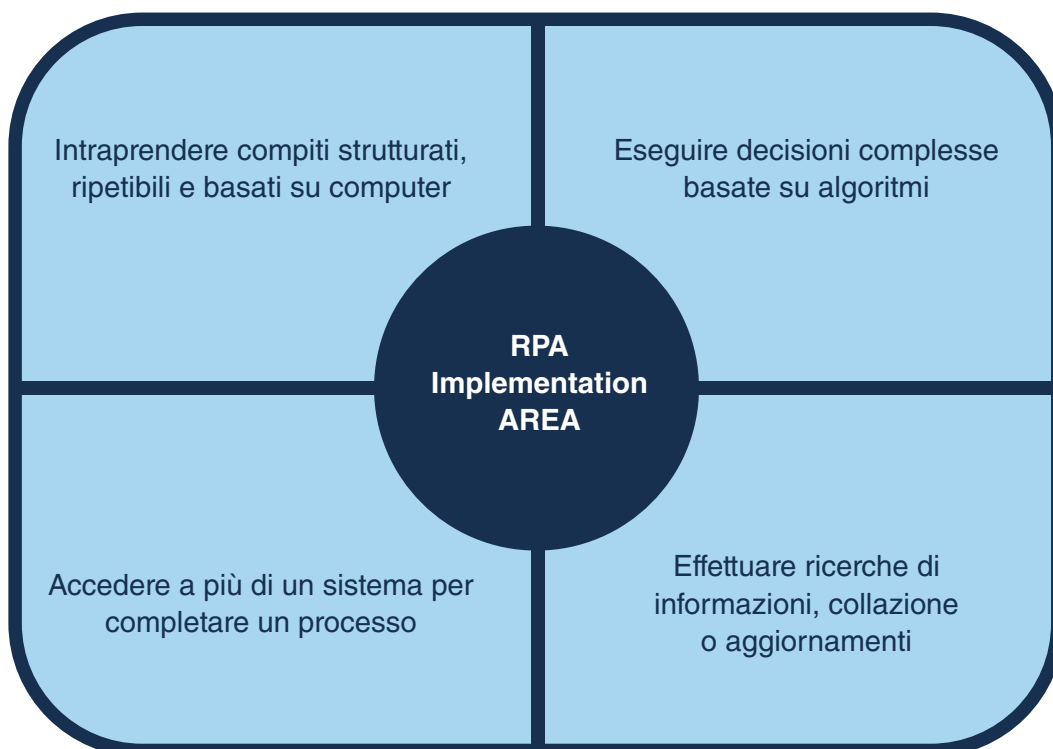 Intraprendere compiti strutturati,
ripetibili e basati su computer
Eseguire decisioni complesse
basate su algoritmi
RPA
Implementation
AREA
Accedere a più di un sistema per
completare un processo
Effettuare ricerche di
informazioni, collazione
o aggiornamenti